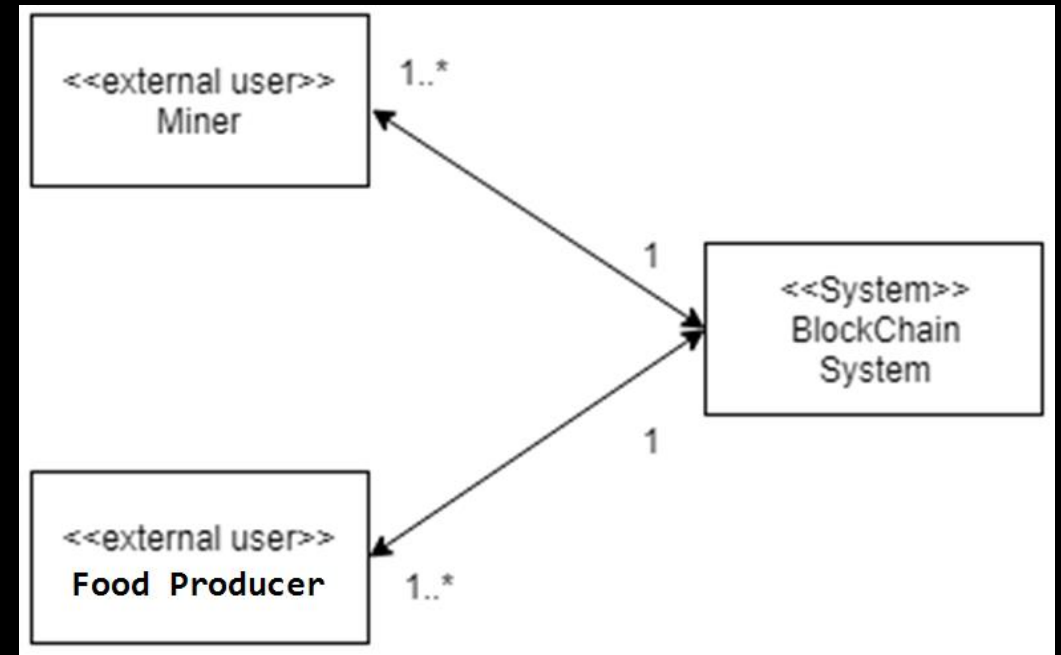 <<external user>>
Miner
1..*
1
<<System>>
BlockChain
System
1
<<external user>>
Food Producer
1..*